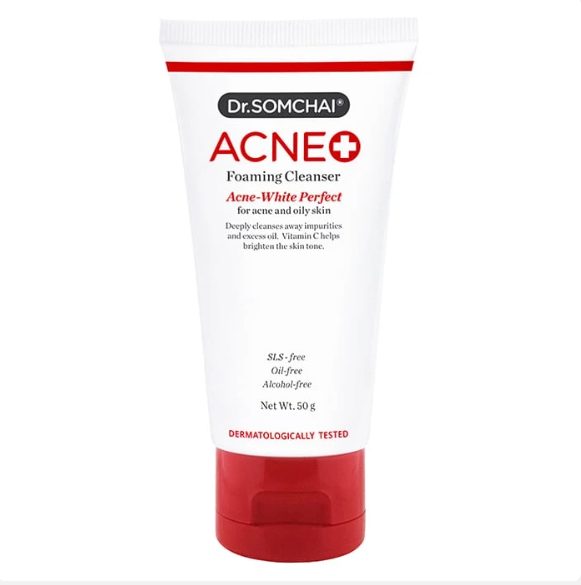 Dr.SOMCHAI®
ACNE
Foaming Cleanser
Acne-White Perfect
for acne and oily skin
Deeply cleanses away impurities
and excess oil. Vitamin C helps
brighten the skin tone.
SLS - free
Oil-free
Alcohol-free
Net Wt. 50 g
DERMATOLOGICALLY TESTED